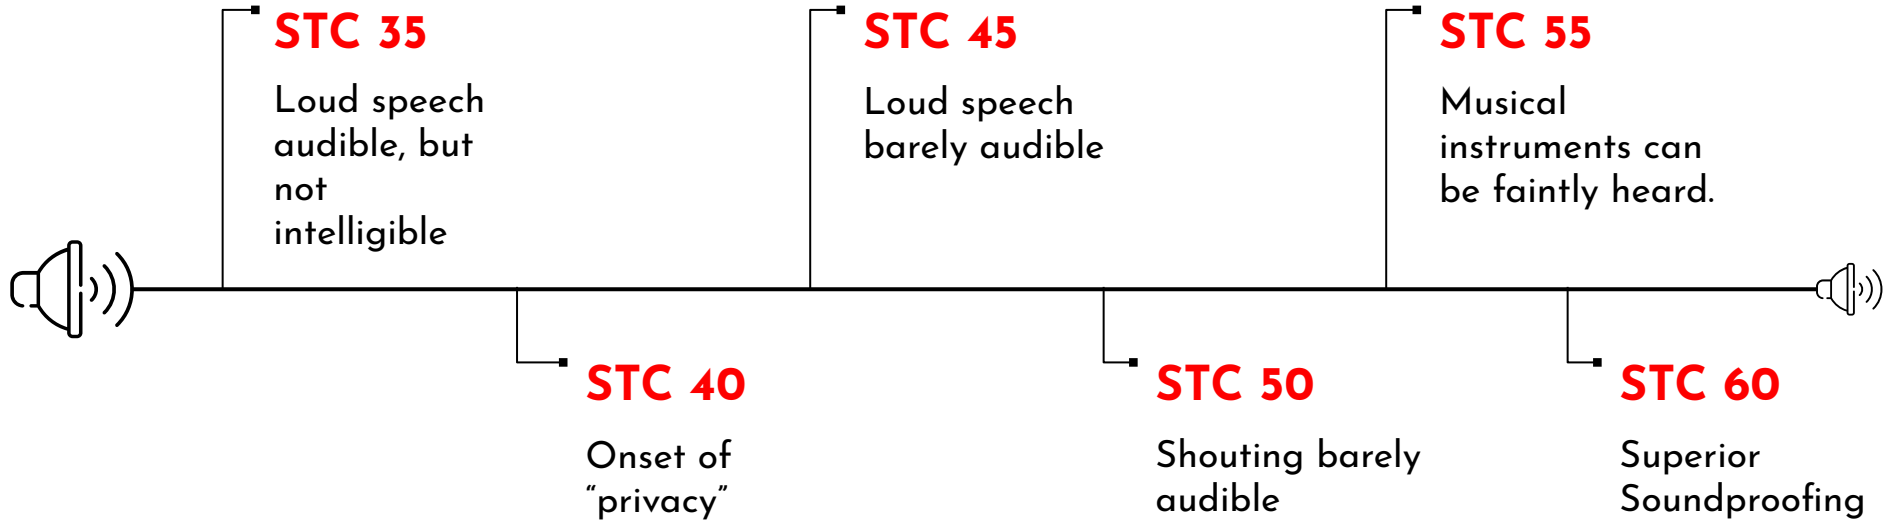 STC 35
Loud speech
audible, but
not
intelligible
STC 40
Onset of
“privacy”
STC 45
Loud speech
barely audible
STC 50
Shouting barely
audible
STC 55
Musical
instruments can
be faintly heard.
STC 60
Superior
Soundproofing